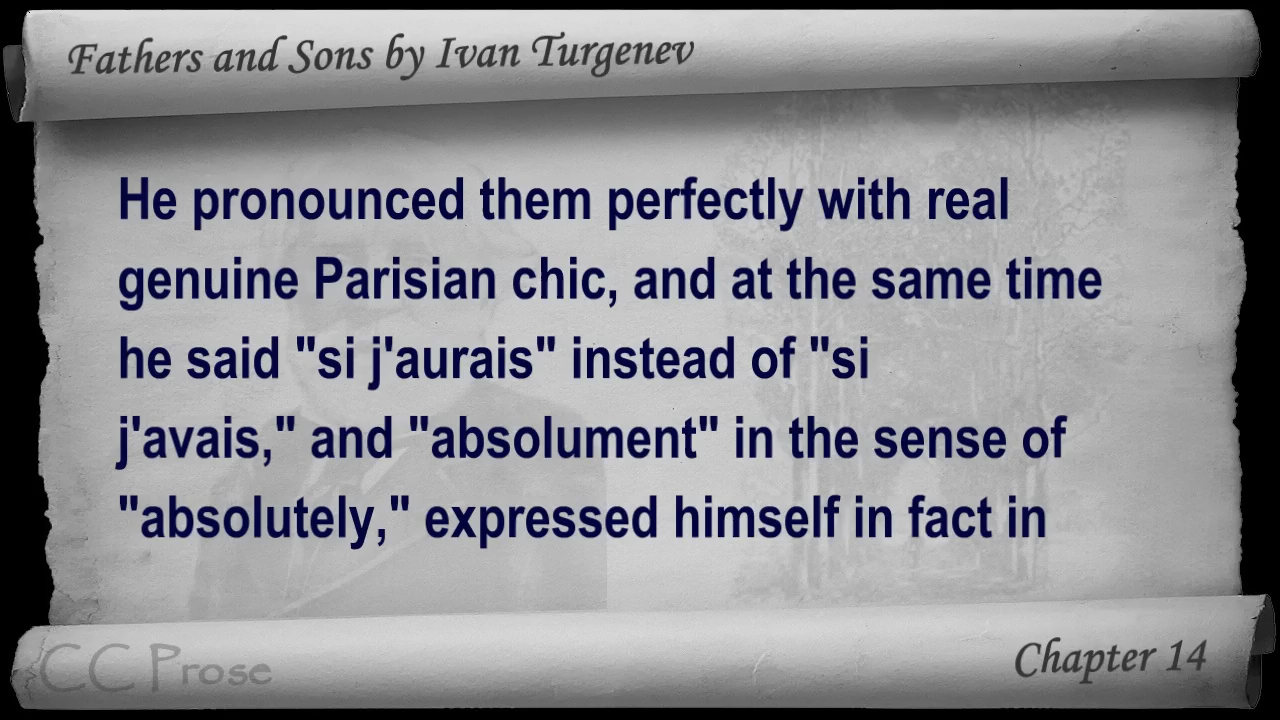 Fathers and Sons by Ivan Turgenev
He pronounced them perfectly with real
genuine Parisian chic, and at the same time
he said "si j'aurais" instead of "si
j'avais," and "absolument" in the sense of
"absolutely," expressed himself in fact in
CC Prose
Chapter 14